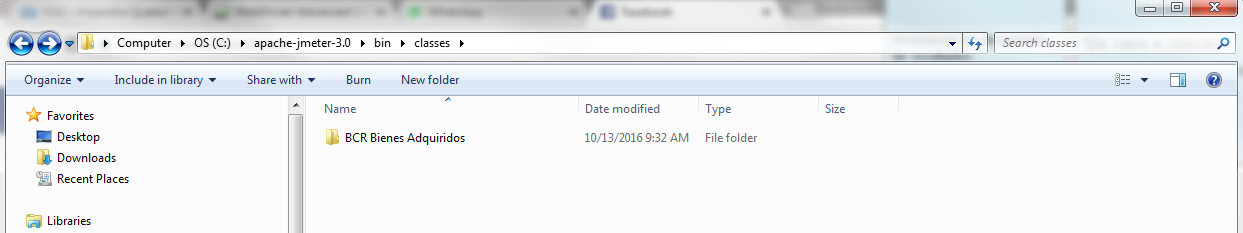 WhatsApp
Facebook
Computer OS (C:) apache-jmeter-3.0 bin classes
Search classes
Organize Include in library Share with Burn New folder
Name Date modified Type Size
Favorites
Desktop
Downloads
Recent Places
Libraries
BCR Bienes Adquiridos 10/13/2016 9:32 AM File folder